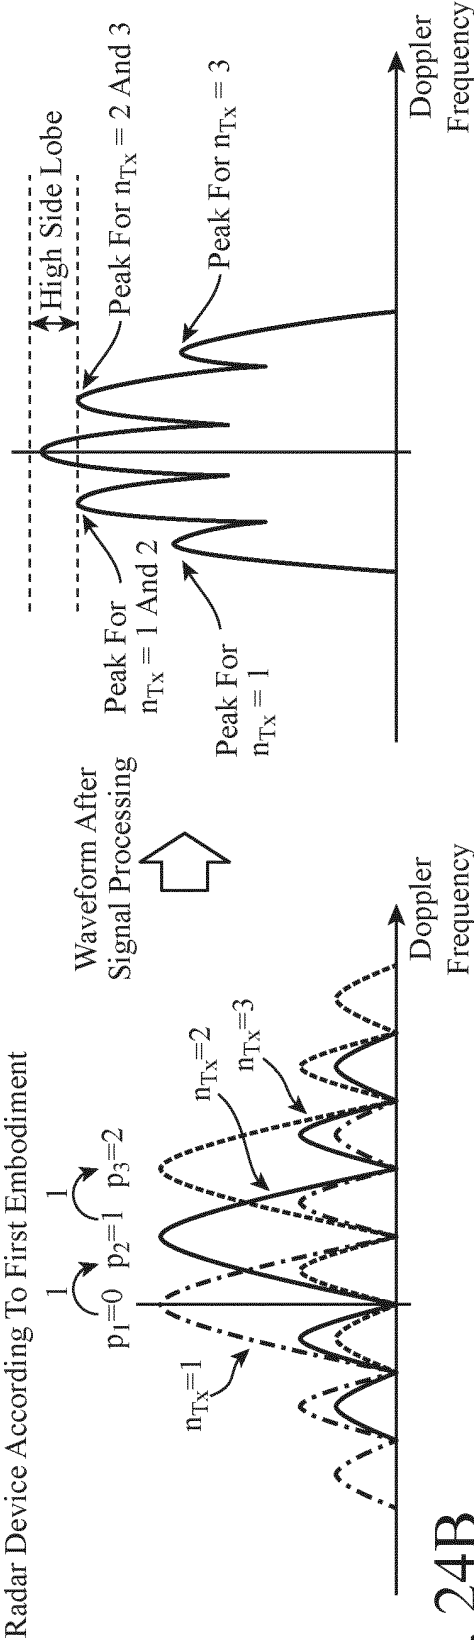 Radar Device According To First Embodiment
1
1
p1=0
p2=1
p3=2
nTx=1
nTx=2
nTx=3
Doppler
Frequency
Waveform After
Signal Processing
Peak For
nTx = 1 And 2
Peak For
nTx = 1
High Side Lobe
Peak For nTx = 2 And 3
Peak For nTx = 3
Doppler
Frequency
24B